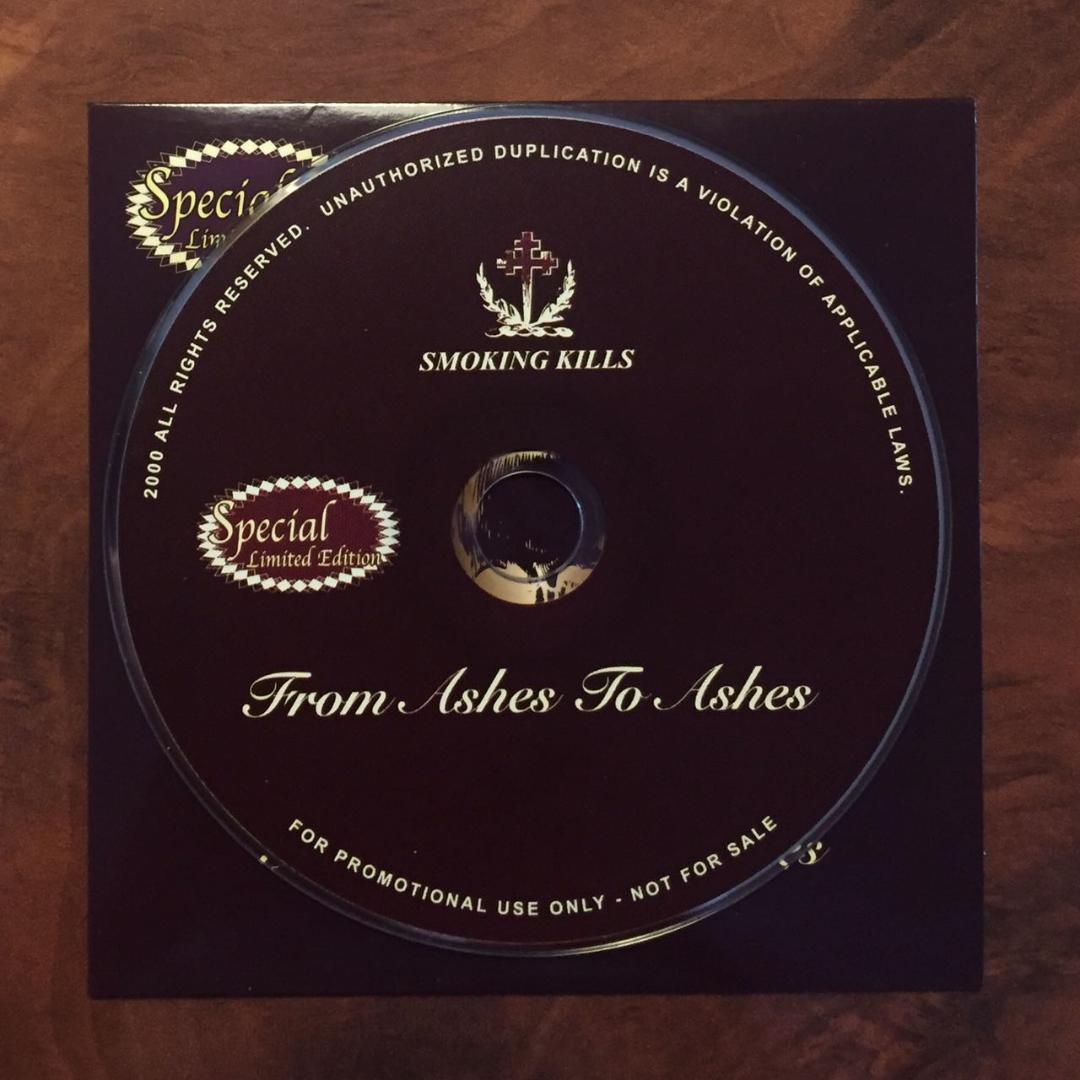 Special
2000 ALL RIGHTS RESERVED. UNAUTHORIZED DUPLICATION IS A VIOLATION OF APPLICABLE LAWS.
SMOKING KILLS
Special
Limited Edition
From Ashes To Ashes
FOR PROMOTIONAL USE ONLY - NOT FOR SALE